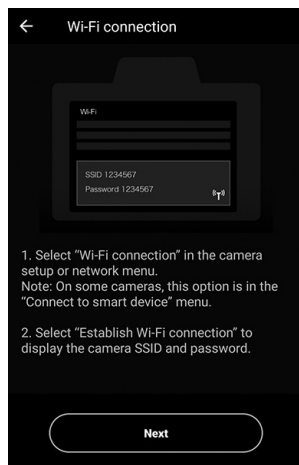 Wi-Fi connection
Wi-Fi
SSID 1234567
Password 1234567
1. Select “Wi-Fi connection” in the camera
setup or network menu.
Note: On some cameras, this option is in the
“Connect to smart device” menu.
2. Select “Establish Wi-Fi connection” to
display the camera SSID and password.
Next